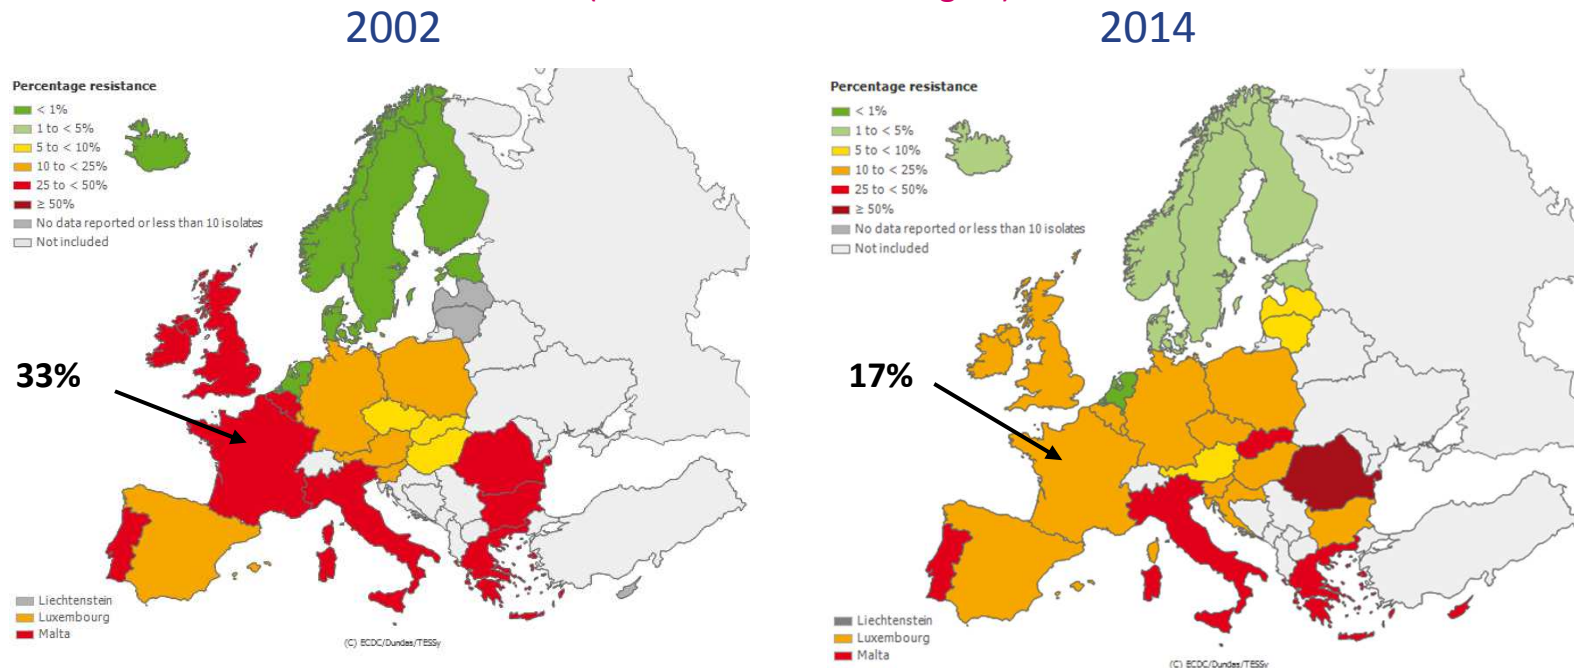 2002
2014
Percentage resistance
< 1%
1 to < 5%
5 to < 10%
10 to < 25%
25 to < 50%
≥ 50%
No data reported or less than 10 isolates
Not included
33%
Liechtenstein
Luxembourg
Malta
(C) ECDC/Dundas/TESSy
Percentage resistance
< 1%
1 to < 5%
5 to < 10%
10 to < 25%
25 to < 50%
≥ 50%
No data reported or less than 10 isolates
Not included
17%
Liechtenstein
Luxembourg
Malta
(C) ECDC/Dundas/TESSy